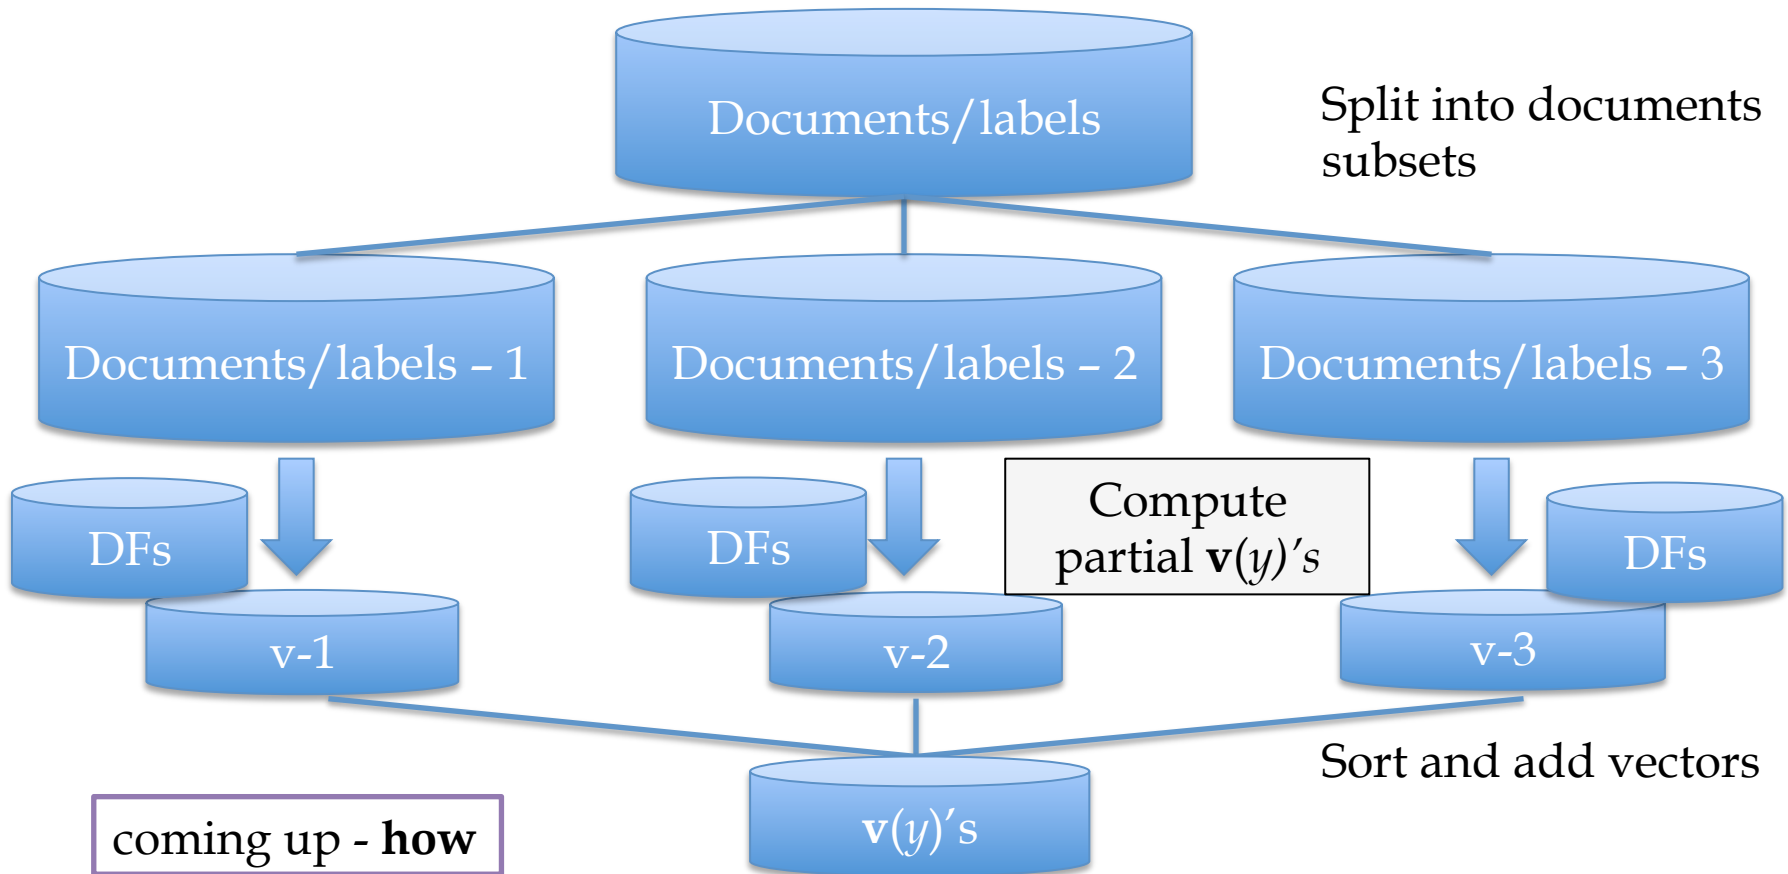 Documents/labels
Split into documents
subsets
Documents/labels – 1
Documents/labels – 2
Documents/labels – 3
DFs
DFs
Compute
partial v(y)'s
DFs
v-1
v-2
v-3
Sort and add vectors
v(y)'s
coming up - how